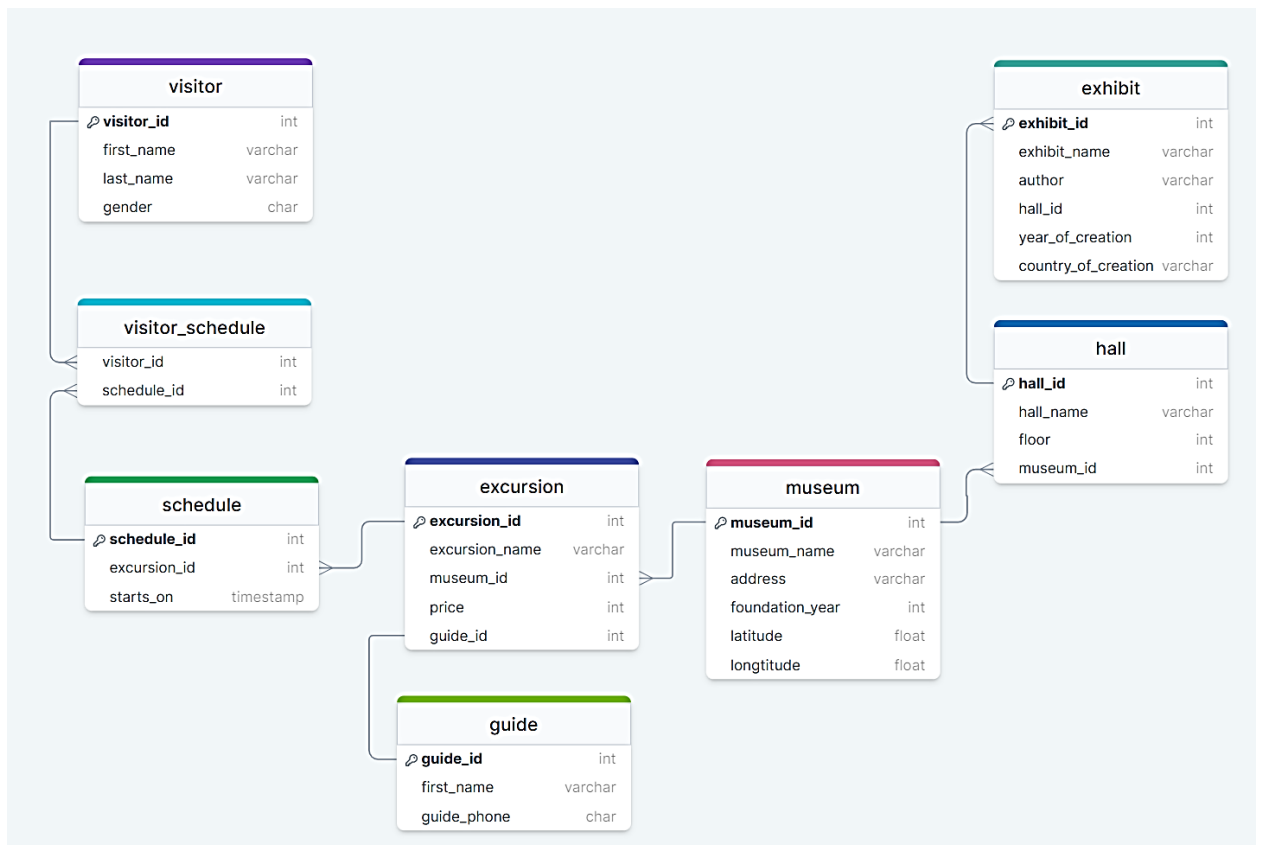 visitor
visitor_id int
first_name varchar
last_name varchar
gender char
visitor_schedule
visitor_id int
schedule_id int
schedule
schedule_id int
excursion_id int
starts_on timestamp
excursion
excursion_id int
excursion_name varchar
museum_id int
price int
guide_id int
guide
guide_id int
first_name varchar
guide_phone char
museum
museum_id int
museum_name varchar
address varchar
foundation_year int
latitude float
longtitude float
exhibit
exhibit_id int
exhibit_name varchar
author varchar
hall_id int
year_of_creation int
country_of_creation varchar
hall
hall_id int
hall_name varchar
floor int
museum_id int